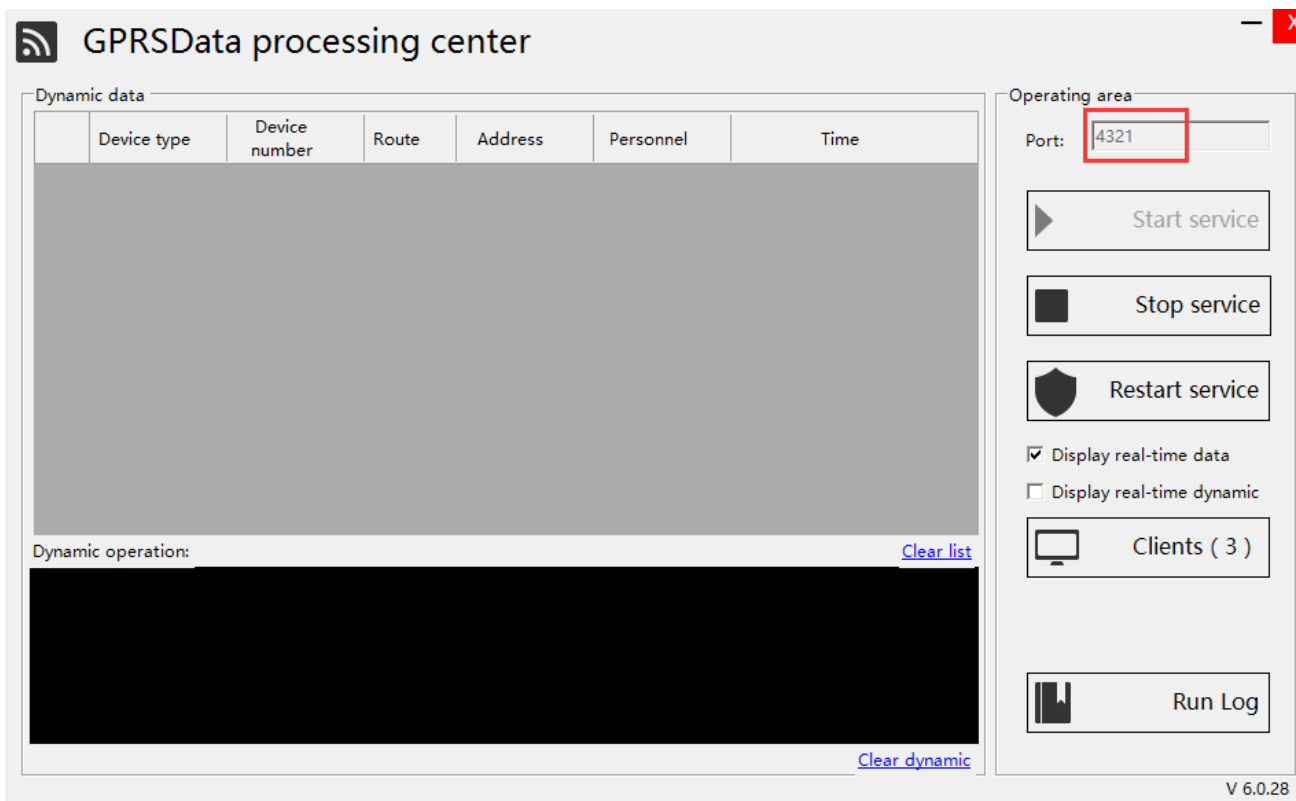 GPRSData processing center
— X
Dynamic data
Device type
Device
number
Route
Address
Personnel
Time
Dynamic operation:
Clear list
Clear dynamic
Operating area
Port:
4321
Start service
Stop service
Restart service
Display real-time data
Display real-time dynamic
Clients ( 3 )
Run Log
V 6.0.28